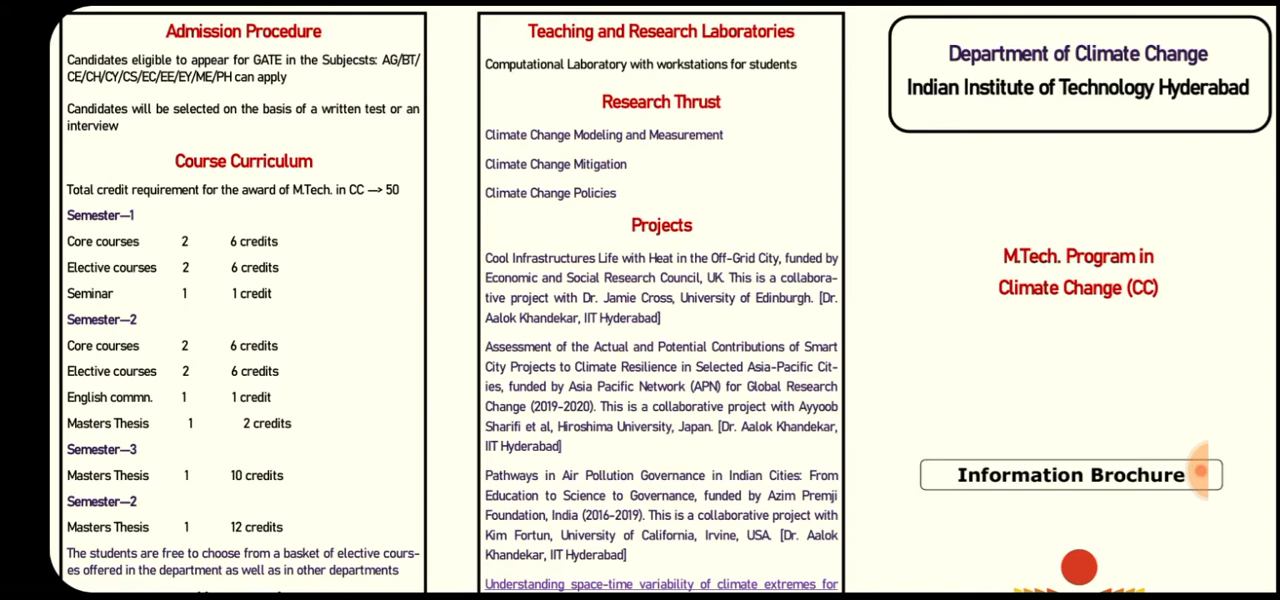 Admission Procedure
Candidates eligible to appear for GATE in the Subjecsts: AG/BT/
CE/CH/CY/CS/EC/EE/EY/ME/PH can apply
Candidates will be selected on the basis of a written test or an
interview
Course Curriculum
Total credit requirement for the award of M.Tech. in CC —> 50
Semester—1
Core courses 2 6 credits
Elective courses 2 6 credits
Seminar 1 1 credit
Semester—2
Core courses 2 6 credits
Elective courses 2 6 credits
English commn. 1 1 credit
Masters Thesis 1 2 credits
Semester—3
Masters Thesis 1 10 credits
Semester—2
Masters Thesis 1 12 credits
The students are free to choose from a basket of elective cours-
es offered in the department as well as in other departments
Teaching and Research Laboratories
Computational Laboratory with workstations for students
Research Thrust
Climate Change Modeling and Measurement
Climate Change Mitigation
Climate Change Policies
Projects
Cool Infrastructures Life with Heat in the Off-Grid City, funded by
Economic and Social Research Council, UK. This is a collabora-
tive project with Dr. Jamie Cross, University of Edinburgh. [Dr.
Aalok Khandekar, IIT Hyderabad]
Assessment of the Actual and Potential Contributions of Smart
City Projects to Climate Resilience in Selected Asia-Pacific Cit-
ies, funded by Asia Pacific Network (APN) for Global Research
Change (2019-2020). This is a collaborative project with Ayyoob
Sharifi et al, Hiroshima University, Japan. [Dr. Aalok Khandekar,
IIT Hyderabad]
Pathways in Air Pollution Governance in Indian Cities: From
Education to Science to Governance, funded by Azim Premji
Foundation, India (2016-2019). This is a collaborative project with
Kim Fortun, University of California, Irvine, USA. [Dr. Aalok
Khandekar, IIT Hyderabad]
Understanding space-time variability of climate extremes for
Department of Climate Change
Indian Institute of Technology Hyderabad
M.Tech. Program in
Climate Change (CC)
Information Brochure